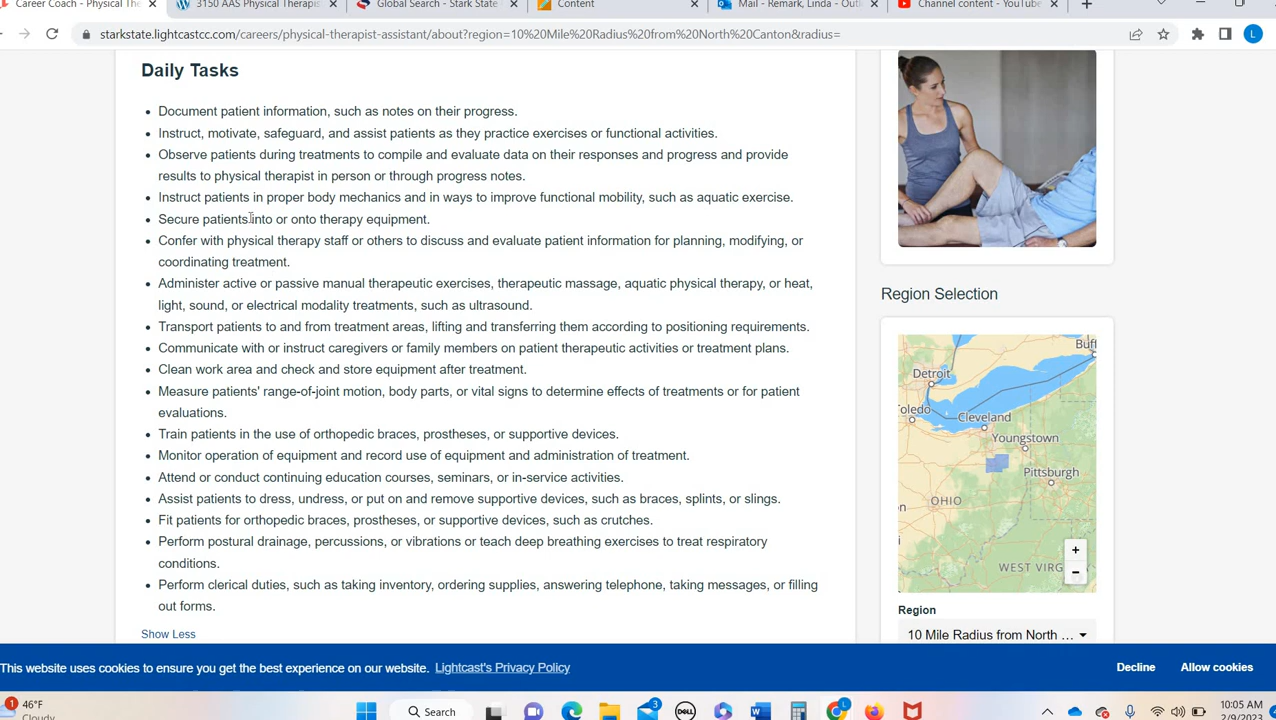 Career Coach - Physical The
3150 AAS Physical Therapis
Global Search - Stark State
Content
Mail - Remark, Linda - Outl
Channel content - YouTube
starkstate.lightcastcc.com/careers/physical-therapist-assistant/about?region=10%20Mile%20Radius%20from%20North%20Canton&radius=
L
Daily Tasks
• Document patient information, such as notes on their progress.
• Instruct, motivate, safeguard, and assist patients as they practice exercises or functional activities.
• Observe patients during treatments to compile and evaluate data on their responses and progress and provide
results to physical therapist in person or through progress notes.
• Instruct patients in proper body mechanics and in ways to improve functional mobility, such as aquatic exercise.
• Secure patients into or onto therapy equipment.
• Confer with physical therapy staff or others to discuss and evaluate patient information for planning, modifying, or
coordinating treatment.
• Administer active or passive manual therapeutic exercises, therapeutic massage, aquatic physical therapy, or heat,
light, sound, or electrical modality treatments, such as ultrasound.
• Transport patients to and from treatment areas, lifting and transferring them according to positioning requirements.
• Communicate with or instruct caregivers or family members on patient therapeutic activities or treatment plans.
• Clean work area and check and store equipment after treatment.
• Measure patients' range-of-joint motion, body parts, or vital signs to determine effects of treatments or for patient
evaluations.
• Train patients in the use of orthopedic braces, prostheses, or supportive devices.
• Monitor operation of equipment and record use of equipment and administration of treatment.
• Attend or conduct continuing education courses, seminars, or in-service activities.
• Assist patients to dress, undress, or put on and remove supportive devices, such as braces, splints, or slings.
• Fit patients for orthopedic braces, prostheses, or supportive devices, such as crutches.
• Perform postural drainage, percussions, or vibrations or teach deep breathing exercises to treat respiratory
conditions.
• Perform clerical duties, such as taking inventory, ordering supplies, answering telephone, taking messages, or filling
out forms.
Show Less
Region Selection
Buff
Detroit
oledo
Cleveland
Youngstown
Pittsburgh
OHIO
WEST VIRG
+
−
Region
10 Mile Radius from North ...
This website uses cookies to ensure you get the best experience on our website. Lightcast's Privacy Policy
Decline
Allow cookies
1
46°F
Cloudy
Search
3
DELL
L
10:05 AM
2/9/2023